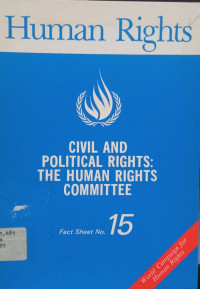 Human Rights
CIVIL AND
POLITICAL RIGHTS:
THE HUMAN RIGHTS
COMMITTEE
Fact Sheet No. 15
World Campaign for
Human Rights